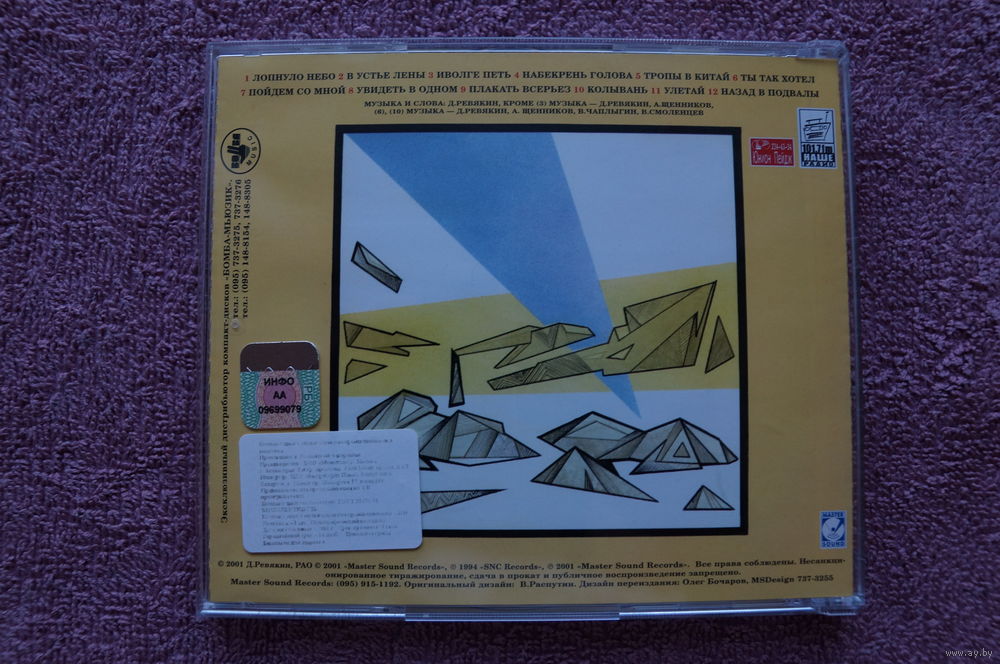 1 ЛОПНУЛО НЕБО 2 В УСТЬЕ ЛЕНЫ 3 ИВОЛГЕ ПЕТЬ 4 НАБЕКРЕНЬ ГОЛОВА 5 ТРОПЫ В КИТАЙ 6 ТЫ ТАК ХОТЕЛ
7 ПОЙДЕМ СО МНОЙ 8 УВИДЕТЬ В ОДНОМ 9 ПЛАКАТЬ ВСЕРЬЕЗ 10 КОЛЫВАНЬ 11 УЛЕТАЙ 12 НАЗАД В ПОДВАЛЫ
МУЗЫКА И СЛОВА: Д.РЕВЯКИН, КРОМЕ (3) МУЗЫКА — Д.РЕВЯКИН, А.ЩЕННИКОВ,
(6), (10) МУЗЫКА — Д.РЕВЯКИН, А. ЩЕННИКОВ, В.ЧАПЛЫГИН, В.СМОЛЕНЦЕВ
MUSIC
Эксклюзивный дистрибьютор компакт-дисков «БОМБА-МЬЮЗИК».
тел.: (095) 737-3275, 737-3276
тел.: (095) 148-8154, 148-8305
Юнион Пейдж
101.7 fm
НАШЕ
РАДИО
ИНФО
АА
09699079
MASTER
SOUND
© 2001 Д.Ревякин, РАО © 2001 «Master Sound Records», ℗ 1994 «SNC Records», ℗ 2001 «Master Sound Records». Все права соблюдены. Несанкци-
онированное тиражирование, сдача в прокат и публичное воспроизведение запрещено.
Master Sound Records: (095) 915-1192. Оригинальный дизайн: В.Распутин. Дизайн переиздания: Олег Бочаров, MSDesign 737-3255
www.ay.by